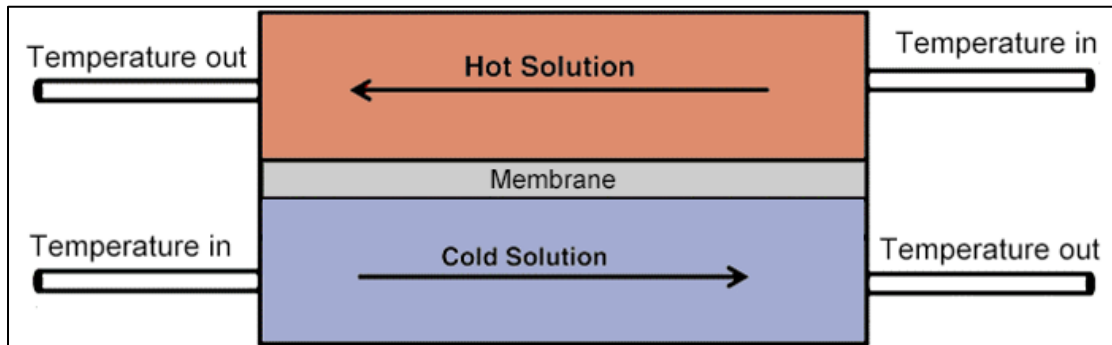 Temperature out
Temperature in
Hot Solution
Membrane
Temperature in
Cold Solution
Temperature out